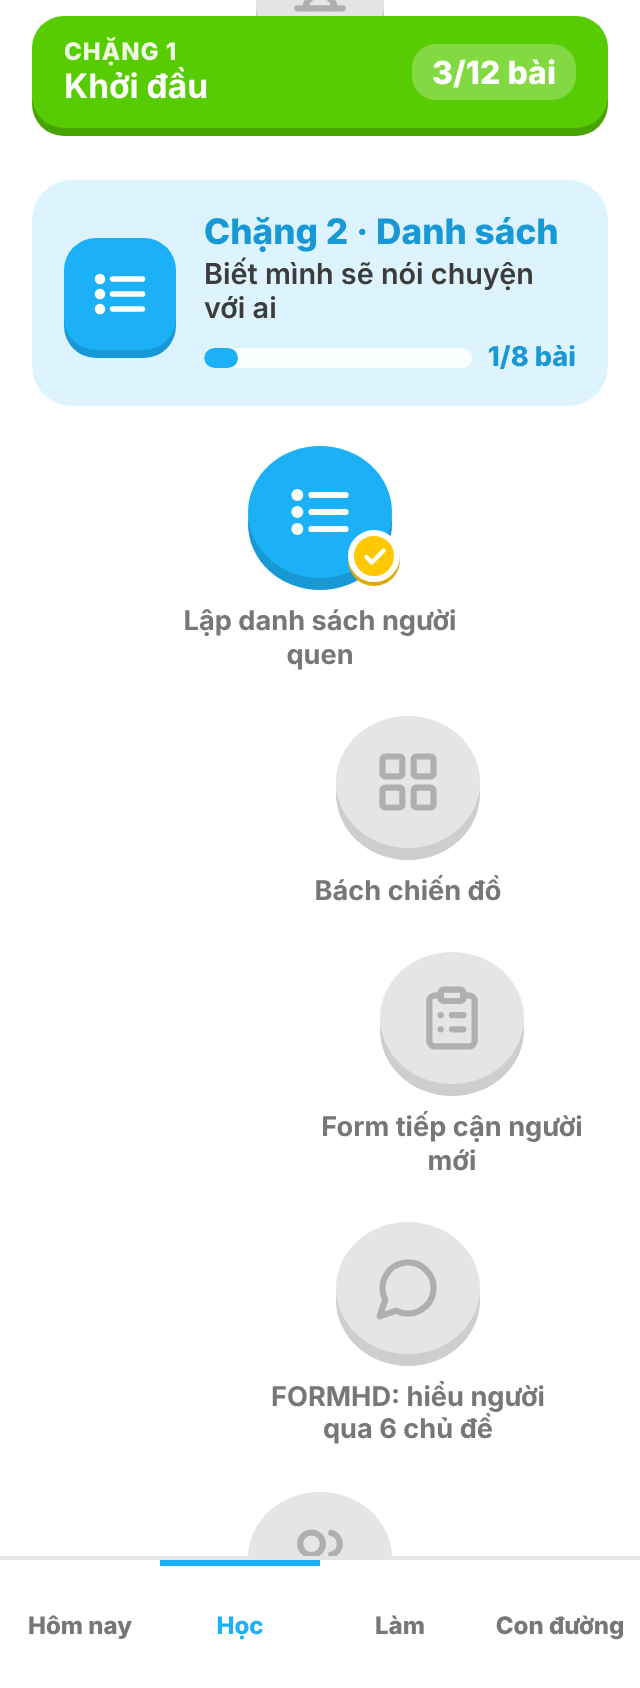 CHẶNG 1
Khởi đầu
3/12 bài
Chặng 2 · Danh sách
Biết mình sẽ nói chuyện
với ai
1/8 bài
Lập danh sách người
quen
Bách chiến đồ
Form tiếp cận người
mới
FORMHD: hiểu người
qua 6 chủ đề
Hôm nay
Học
Làm
Con đường